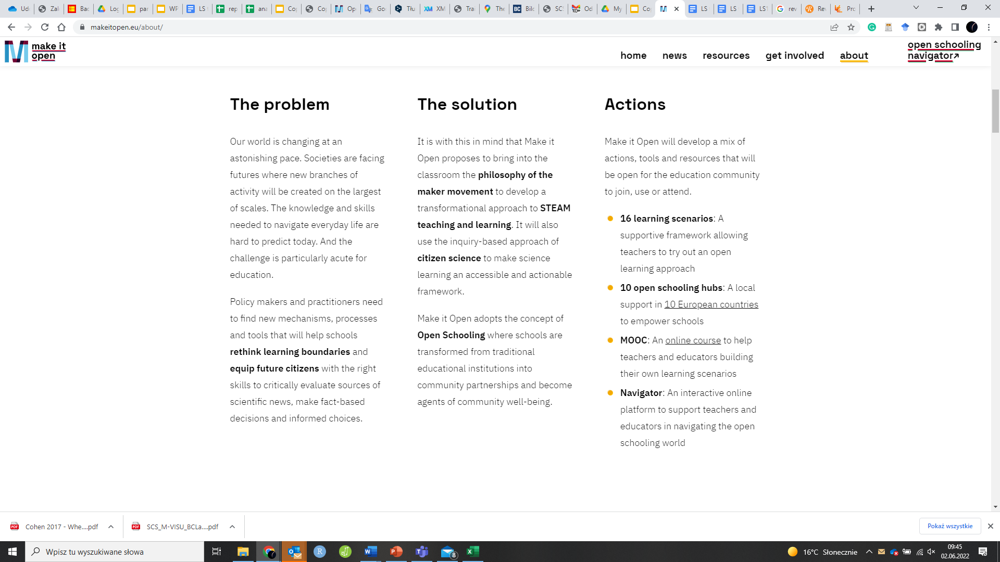 Ud
Zal
Bac
Log
par
WP
LS t
rep
ana
Cop
Cop
Op
Go
Tłu
XM
Tra
The
Bilc
SCS
Od
My
Co
LS
LS
LS1
rev
Rev
Prc
makeitopen.eu/about/
make it
open
home
news
resources
get involved
about
open schooling
navigator↗
The problem
Our world is changing at an
astonishing pace. Societies are facing
futures where new branches of
activity will be created on the largest
of scales. The knowledge and skills
needed to navigate everyday life are
hard to predict today. And the
challenge is particularly acute for
education.
Policy makers and practitioners need
to find new mechanisms, processes
and tools that will help schools
rethink learning boundaries and
equip future citizens with the right
skills to critically evaluate sources of
scientific news, make fact-based
decisions and informed choices.
The solution
It is with this in mind that Make it
Open proposes to bring into the
classroom the philosophy of the
maker movement to develop a
transformational approach to STEAM
teaching and learning. It will also
use the inquiry-based approach of
citizen science to make science
learning an accessible and actionable
framework.
Make it Open adopts the concept of
Open Schooling where schools are
transformed from traditional
educational institutions into
community partnerships and become
agents of community well-being.
Actions
Make it Open will develop a mix of
actions, tools and resources that will
be open for the education community
to join, use or attend.
16 learning scenarios: A
supportive framework allowing
teachers to try out an open
learning approach
10 open schooling hubs: A local
support in 10 European countries
to empower schools
MOOC: An online course to help
teachers and educators building
their own learning scenarios
Navigator: An interactive online
platform to support teachers and
educators in navigating the open
schooling world
Cohen 2017 - Whe....pdf
SCS_M-VISU_BCLa....pdf
Pokaż wszystkie
Wpisz tu wyszukiwane słowa
8
16°C Słonecznie
09:45
02.06.2022